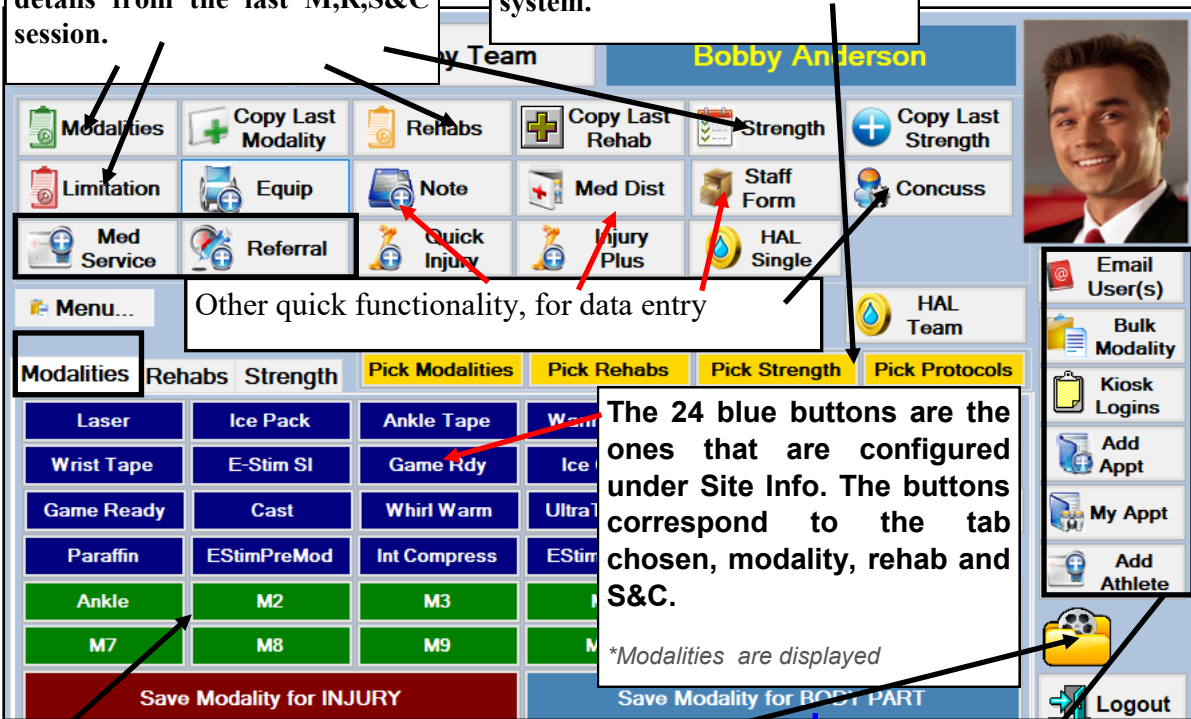 details from the last M,R,S&C
session.
system.
Team
Bobby Anderson
Modalities
Copy Last
Modality
Rehabs
Copy Last
Rehab
Strength
Copy Last
Strength
Limitation
Equip
Note
Med Dist
Staff
Form
Concuss
Med
Service
Referral
Quick
Injury
Injury
Plus
HAL
Single
Menu...
Other quick functionality, for data entry
HAL
Team
Email
User(s)
Bulk
Modality
Kiosk
Logins
Add
Appt
My Appt
Add
Athlete
Logout
Modalities Rehabs Strength
Pick Modalities Pick Rehabs Pick Strength Pick Protocols
Laser Ice Pack Ankle Tape
Wrist Tape E-Stim SI Game Rdy Ice
Game Ready Cast Whirl Warm
Paraffin EStimPreMod Int Compress
Ankle M2 M3
M7 M8 M9
The 24 blue buttons are the
ones that are configured
under Site Info. The buttons
correspond to the tab
chosen, modality, rehab and
S&C.
*Modalities are displayed
Save Modality for INJURY
Save Modality for BODY PART